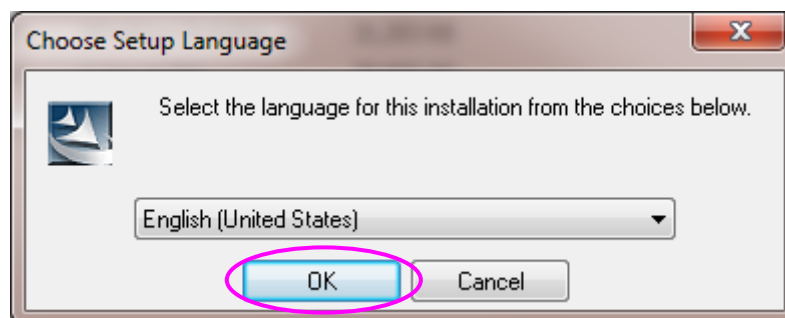 Choose Setup Language
Select the language for this installation from the choices below.
English (United States)
OK Cancel